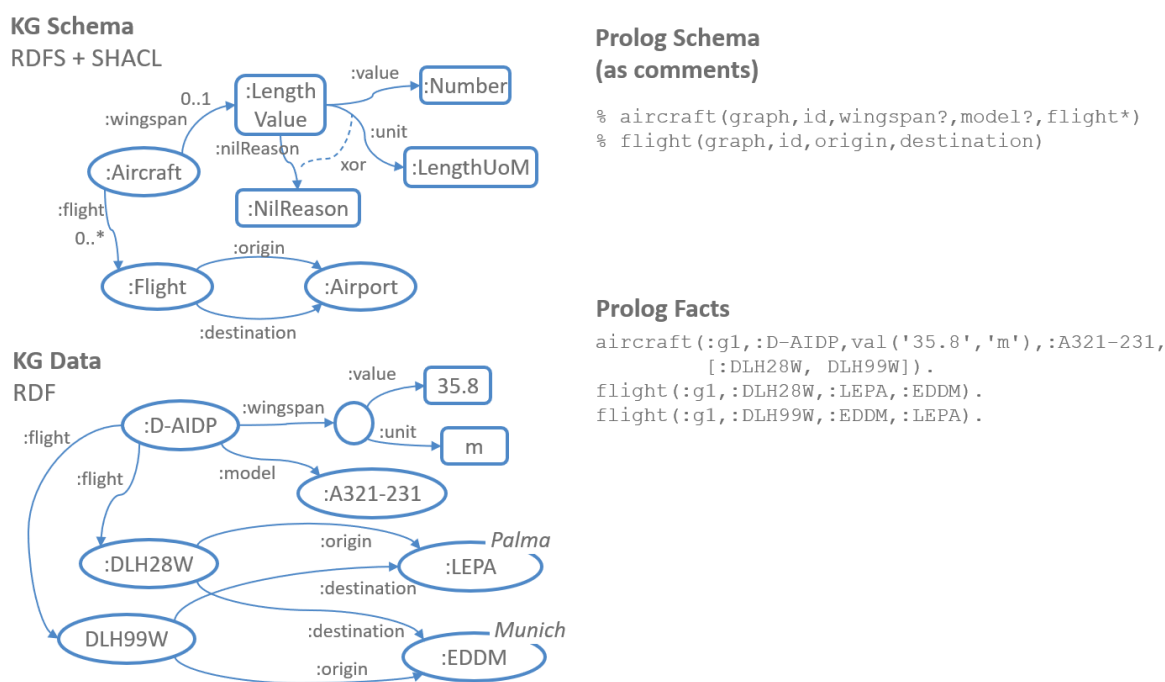 KG Schema
RDFS + SHACL
:wingspan
0..1
:Length
Value
:value
:Number
:unit
:LengthUoM
:nilReason
xor
:NilReason
:Aircraft
:flight
0..*
:Flight
:origin
:Airport
:destination
KG Data
RDF
:flight
:D-AIDP
:wingspan
:value
35.8
:unit
m
:flight
:model
:A321-231
:DLH28W
:origin
Palma
:LEPA
:destination
DLH99W
:destination
Munich
:EDDM
:origin
Prolog Schema
(as comments)
% aircraft(graph,id,wingspan?,model?,flight*)
% flight(graph,id,origin,destination)
Prolog Facts
aircraft(:g1,:D-AIDP,val('35.8','m'),:A321-231,
[:DLH28W, DLH99W]).
flight(:g1,:DLH28W,:LEPA,:EDDM).
flight(:g1,:DLH99W,:EDDM,:LEPA).